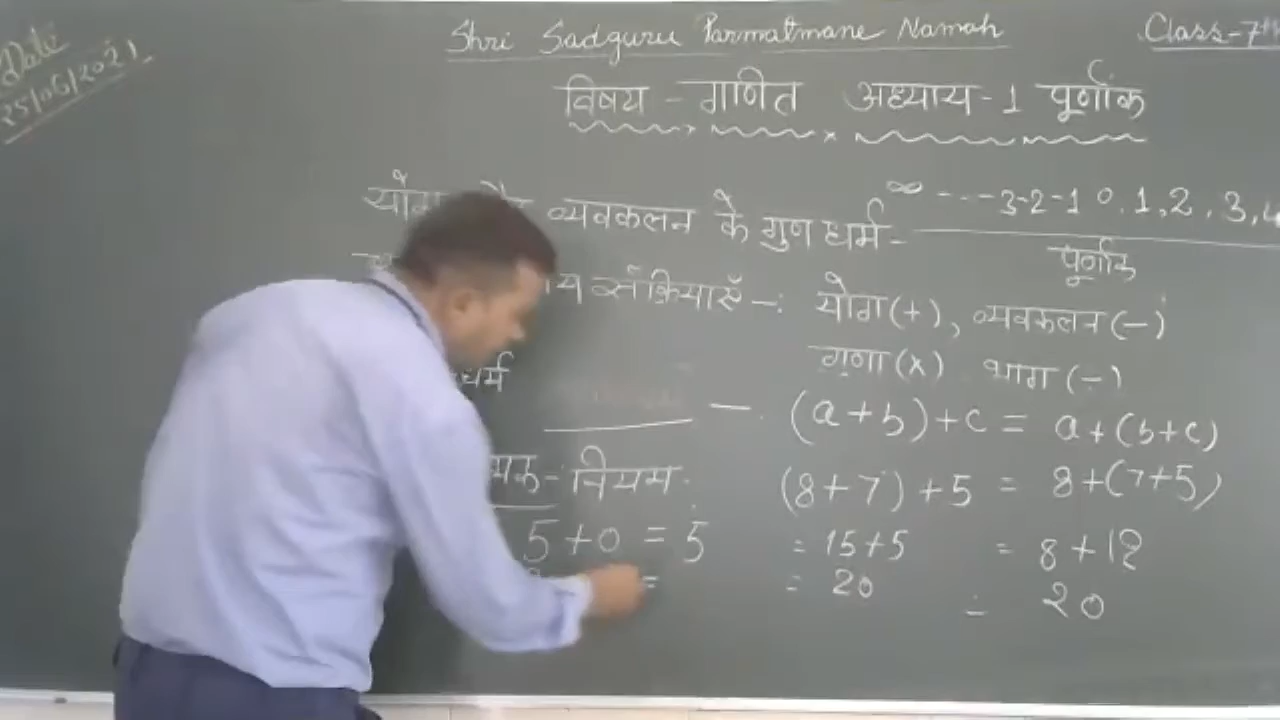 Date
25/06/2021
Shri Sadguru Parmatmane Namah
Class-7th
विषय - गणित अध्याय-1 पूर्णांक
व्यवकलन के गुण धर्म-
∞ ----3-2-1 0.1,2.3,4
पूर्णांक
संक्रियाएँ -: योग(+), व्यवकलन(-)
गुणा(x) भाग(-)
धर्म
(a+b)+c = a+(b+c)
नियम
(8+7)+5 = 8+(7+5)
5+0=5
= 15+5 = 8+12
=
= 20 = 20